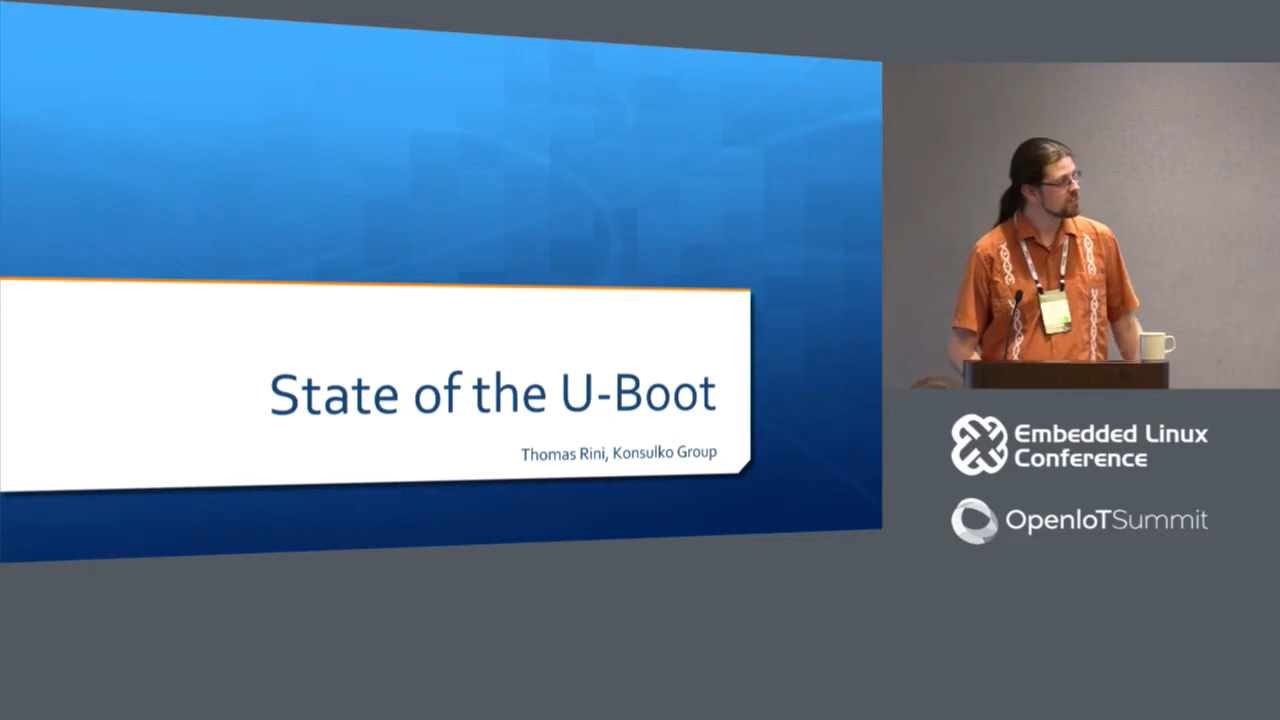 State of the U-Boot
Thomas Rini, Konsulko Group
Embedded Linux
Conference
OpenIoTSummit